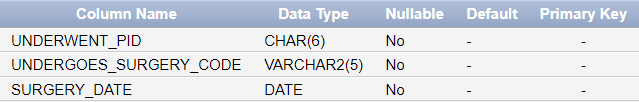 Column Name Data Type Nullable Default Primary Key
UNDERWENT_PID CHAR(6) No - -
UNDERGOES_SURGERY_CODE VARCHAR2(5) No - -
SURGERY_DATE DATE No - -